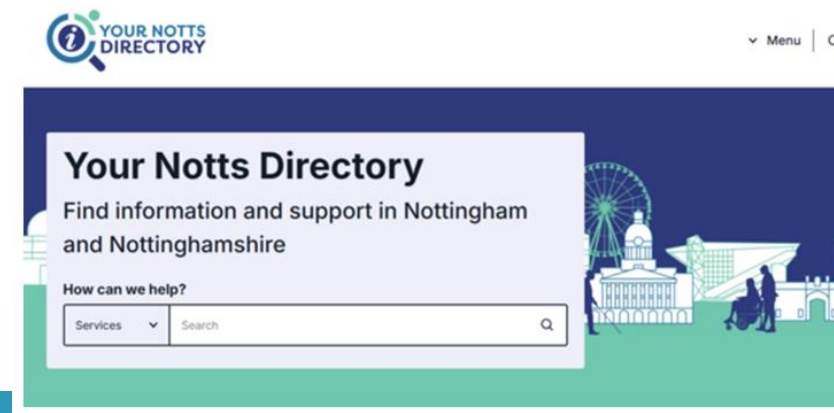 YOUR NOTTS
DIRECTORY
Menu
Your Notts Directory
Find information and support in Nottingham
and Nottinghamshire
How can we help?
Services
Search